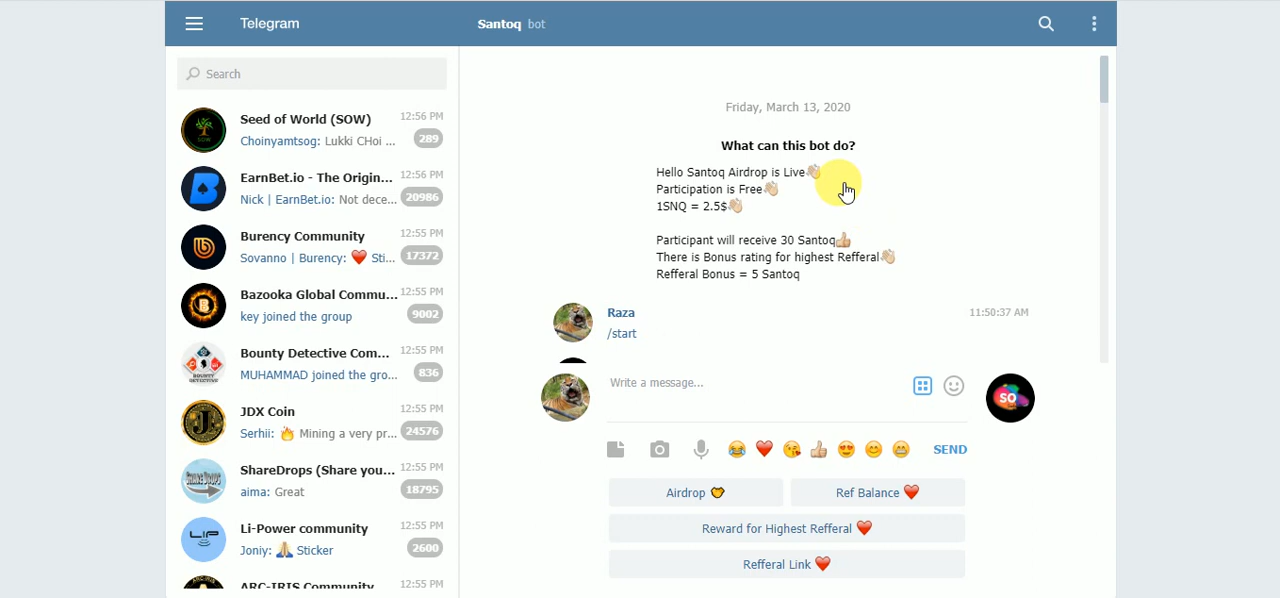 Telegram
Santoq bot
Search
Seed of World (SOW) 12:56 PM
Choinyamtsog: Lukki CHoi ... 289
EarnBet.io - The Origin... 12:56 PM
Nick | EarnBet.io: Not dece... 20986
Burency Community 12:55 PM
Sovanno | Burency: ❤️ Sti... 17372
Bazooka Global Commu... 12:55 PM
key joined the group 9002
Bounty Detective Com... 12:55 PM
MUHAMMAD joined the gro... 836
JDX Coin 12:55 PM
Serhii: 🔥 Mining a very pr... 24576
ShareDrops (Share you... 12:55 PM
aima: Great 18795
Li-Power community 12:55 PM
Joniy: 🙏🏼 Sticker 2600
ARC-IRIS Community 12:55 PM
Friday, March 13, 2020
What can this bot do?
Hello Santoq Airdrop is Live👏🏼
Participation is Free👏🏼
1SNQ = 2.5$👏🏼
Participant will receive 30 Santoq👍🏼
There is Bonus rating for highest Refferal👏🏼
Refferal Bonus = 5 Santoq
Raza 11:50:37 AM
/start
Write a message...
SO
😂 ❤️ 😘 👍🏼 😍 😊 😁 SEND
Airdrop 🤝
Ref Balance ❤️
Reward for Highest Refferal ❤️
Refferal Link ❤️